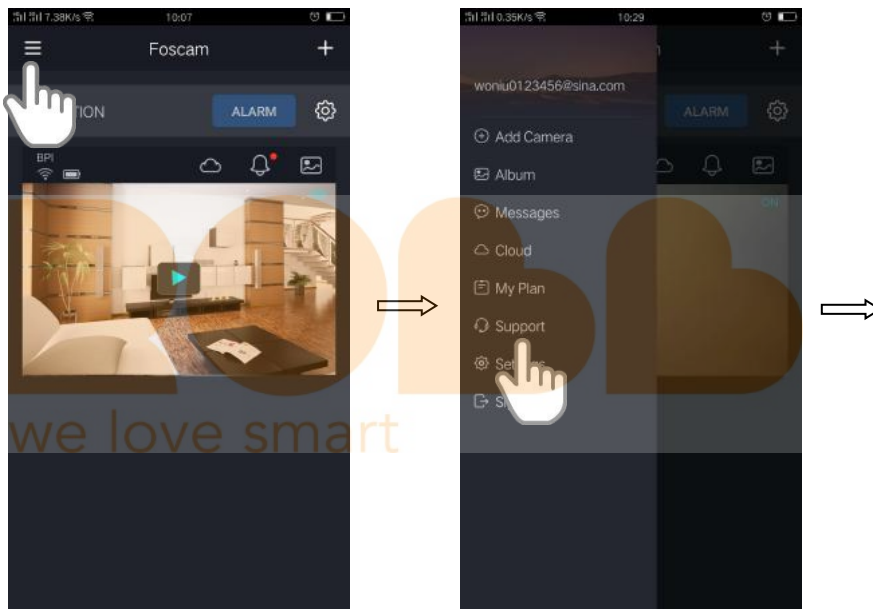 7.38K/s 10:07
Foscam
ALARM
BPI
0.35K/s 10:29
woniu0123456@sina.com
ALARM
Add Camera
Album
Messages
ON
Cloud
My Plan
Support
we love smart